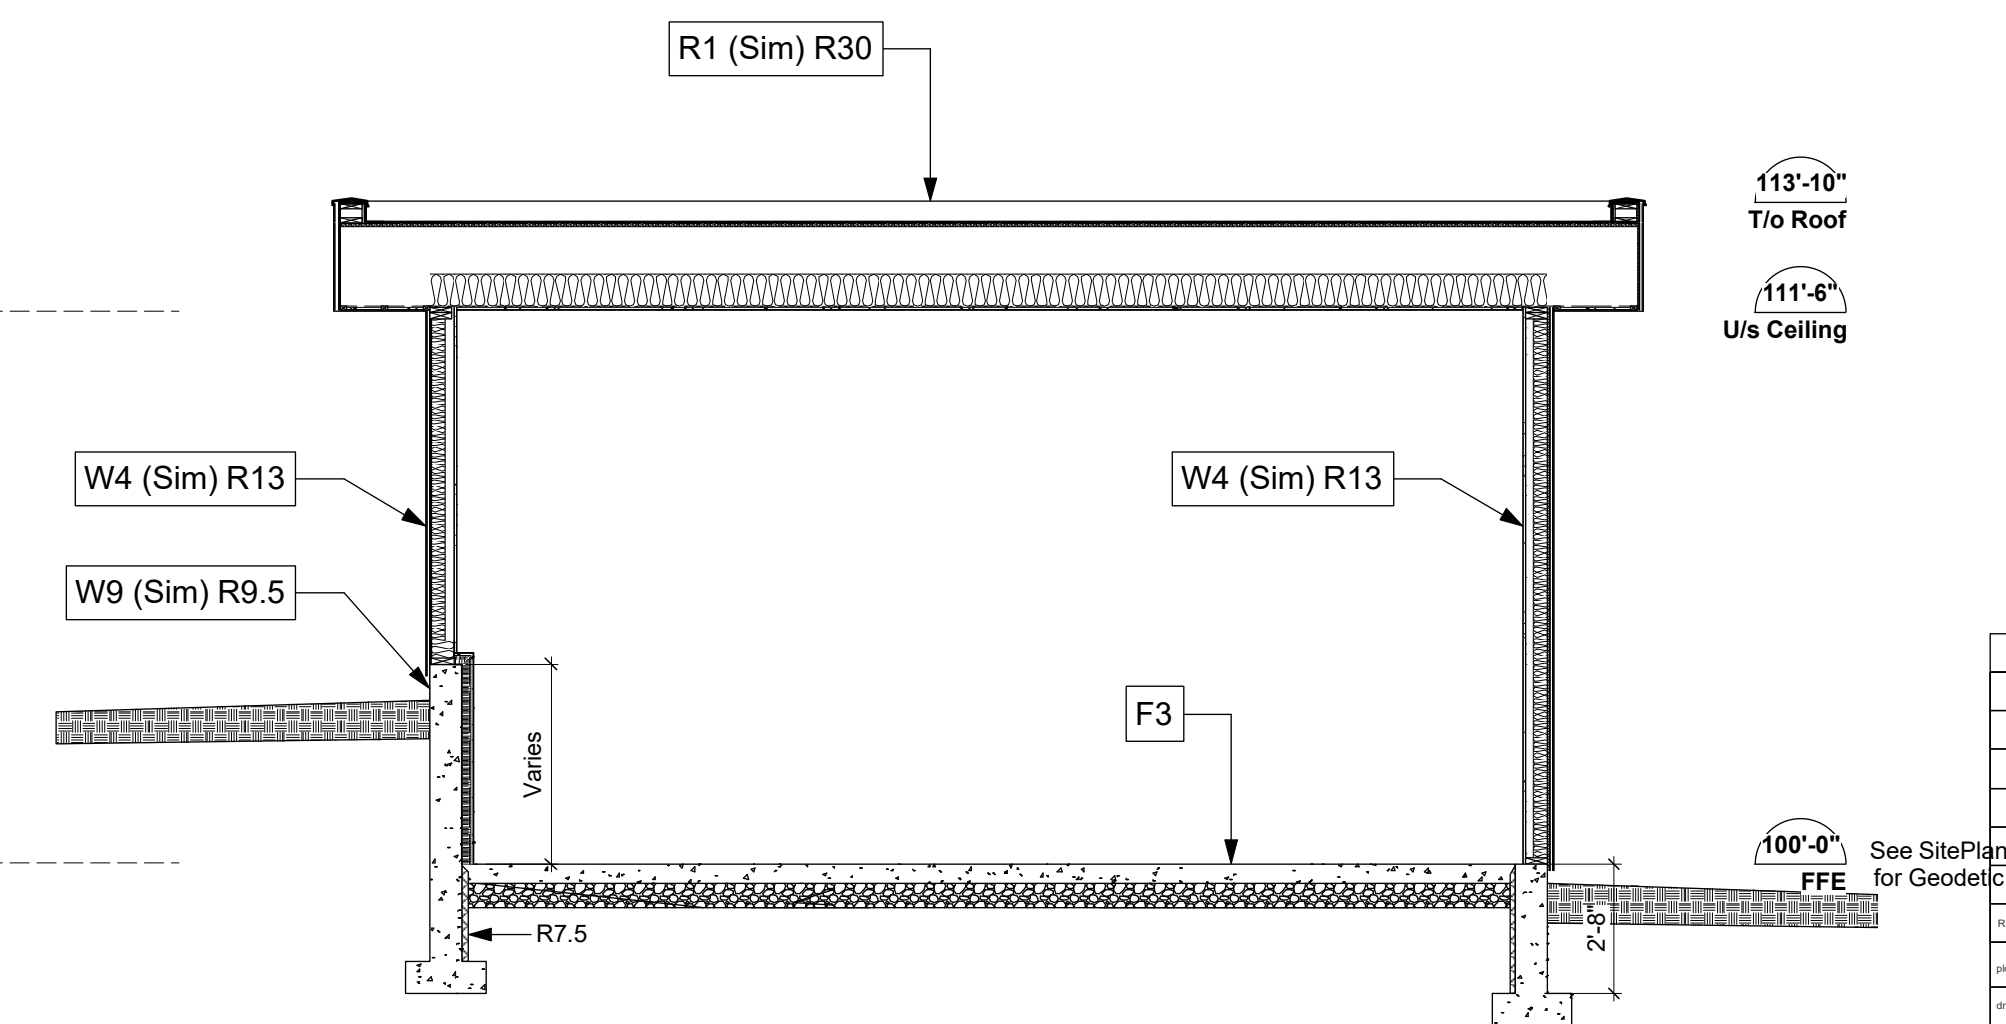 R1 (Sim) R30
113'-10"
T/o Roof
111'-6"
U/s Ceiling
W4 (Sim) R13
W4 (Sim) R13
W9 (Sim) R9.5
F3
Varies
100'-0"
FFE
See SitePlan
for Geodetic
2'-8"
R7.5